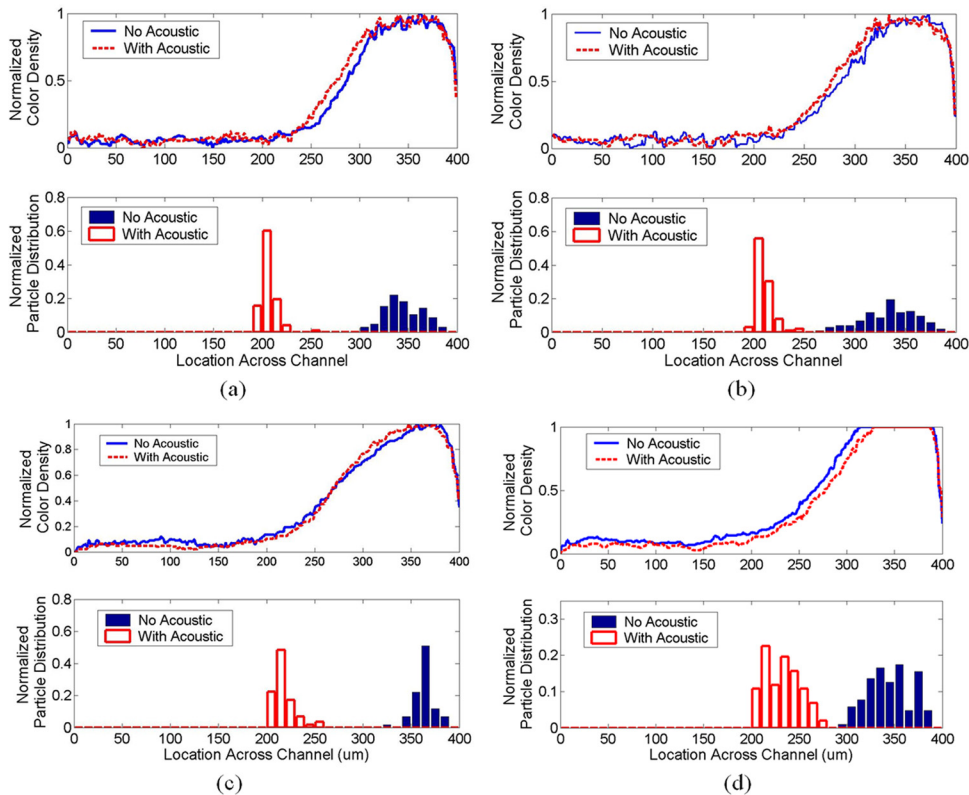 Normalized
Color Density
1
0.5
0
No Acoustic
With Acoustic
0 50 100 150 200 250 300 350 400
Normalized
Particle Distribution
0.8
0.6
0.4
0.2
0
No Acoustic
With Acoustic
0 50 100 150 200 250 300 350 400
Location Across Channel
(a)
Normalized
Color Density
1
0.5
0
No Acoustic
With Acoustic
0 50 100 150 200 250 300 350 400
Normalized
Particle Distribution
0.8
0.6
0.4
0.2
0
No Acoustic
With Acoustic
0 50 100 150 200 250 300 350 400
Location Across Channel
(b)
Normalized
Color Density
1
0.8
0.6
0.4
0.2
0
No Acoustic
With Acoustic
0 50 100 150 200 250 300 350 400
Normalized
Particle Distribution
0.8
0.6
0.4
0.2
0
No Acoustic
With Acoustic
0 50 100 150 200 250 300 350 400
Location Across Channel (um)
(c)
Normalized
Color Density
1
0.5
0
No Acoustic
With Acoustic
0 50 100 150 200 250 300 350 400
Normalized
Particle Distribution
0.3
0.2
0.1
0
No Acoustic
With Acoustic
0 50 100 150 200 250 300 350 400
Location Across Channel (um)
(d)